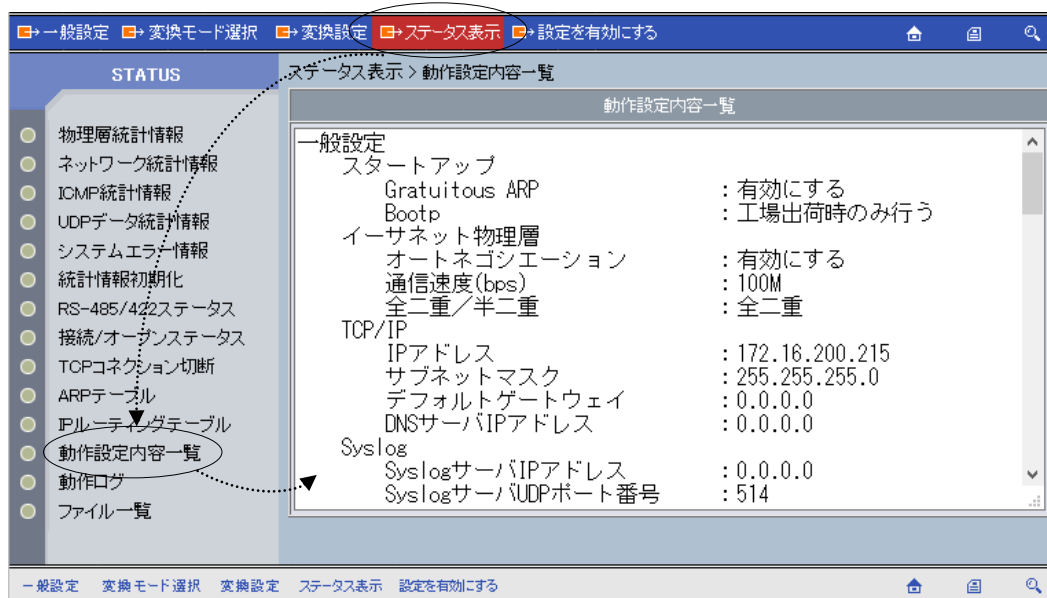 一般設定 変換モード選択 変換設定 ステータス表示 設定を有効にする
STATUS
物理層統計情報
ネットワーク統計情報
ICMP統計情報
UDPデータ統計情報
システムエラー情報
統計情報初期化
RS-485/422ステータス
接続/オープンステータス
TCPコネクション切断
ARPテーブル
IPルーティングテーブル
動作設定内容一覧
動作ログ
ファイル一覧
ステータス表示 > 動作設定内容一覧
動作設定内容一覧
一般設定
スタートアップ
Gratuitous ARP : 有効にする
Bootp : 工場出荷時のみ行う
イーサネット物理層
オートネゴシエーション : 有効にする
通信速度(bps) : 100M
全二重/半二重 : 全二重
TCP/IP
IPアドレス : 172.16.200.215
サブネットマスク : 255.255.255.0
デフォルトゲートウェイ : 0.0.0.0
DNSサーバIPアドレス : 0.0.0.0
Syslog
SyslogサーバIPアドレス : 0.0.0.0
SyslogサーバUDPポート番号 : 514
一般設定 変換モード選択 変換設定 ステータス表示 設定を有効にする